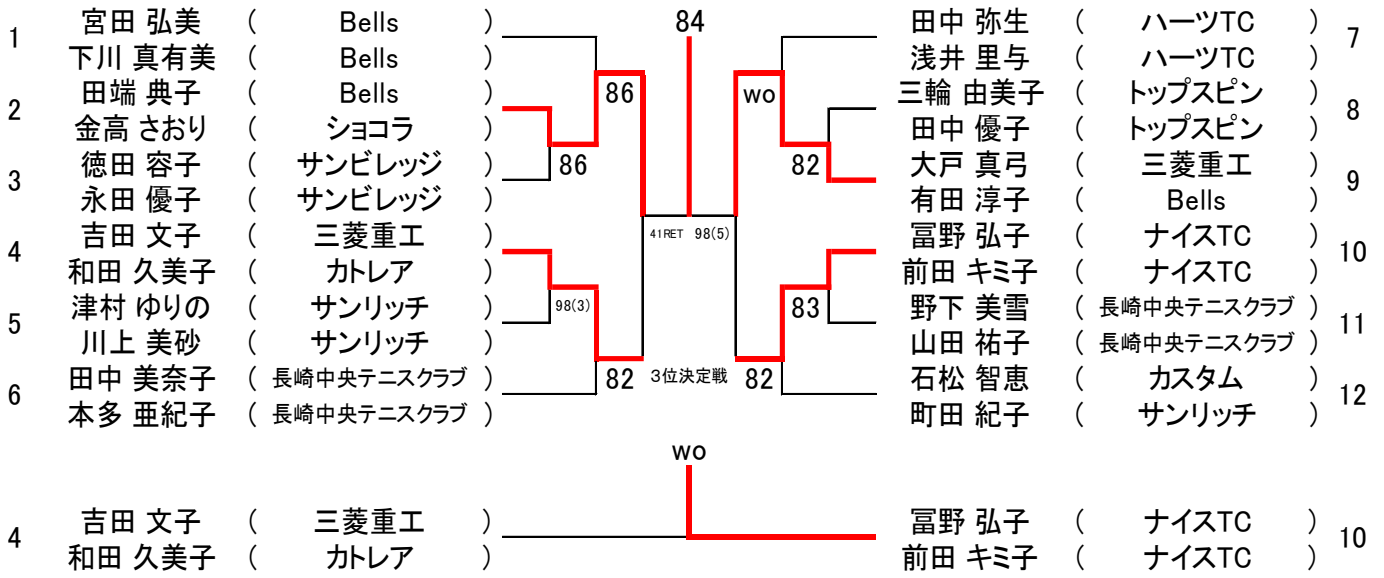 84
1 宮田 弘美 ( Bells ) 田中 弥生 ( ハーツTC ) 7
下川 真有美 ( Bells ) 浅井 里与 ( ハーツTC )
2 田端 典子 ( Bells ) 86 wo 三輪 由美子 ( トップスピン ) 8
金高 さおり ( ショコラ ) 田中 優子 ( トップスピン )
3 徳田 容子 ( サンビレッジ ) 86 82 大戸 真弓 ( 三菱重工 ) 9
永田 優子 ( サンビレッジ ) 有田 淳子 ( Bells )
4 吉田 文子 ( 三菱重工 ) 41RET 98(5) 冨野 弘子 ( ナイスTC ) 10
和田 久美子 ( カトレア ) 前田 キミ子 ( ナイスTC )
5 津村 ゆりの ( サンリッチ ) 98(3) 83 野下 美雪 ( 長崎中央テニスクラブ ) 11
川上 美砂 ( サンリッチ ) 山田 祐子 ( 長崎中央テニスクラブ )
6 田中 美奈子 ( 長崎中央テニスクラブ ) 82 3位決定戦 82 石松 智恵 ( カスタム ) 12
本多 亜紀子 ( 長崎中央テニスクラブ ) 町田 紀子 ( サンリッチ )
wo
4 吉田 文子 ( 三菱重工 ) 冨野 弘子 ( ナイスTC ) 10
和田 久美子 ( カトレア ) 前田 キミ子 ( ナイスTC )